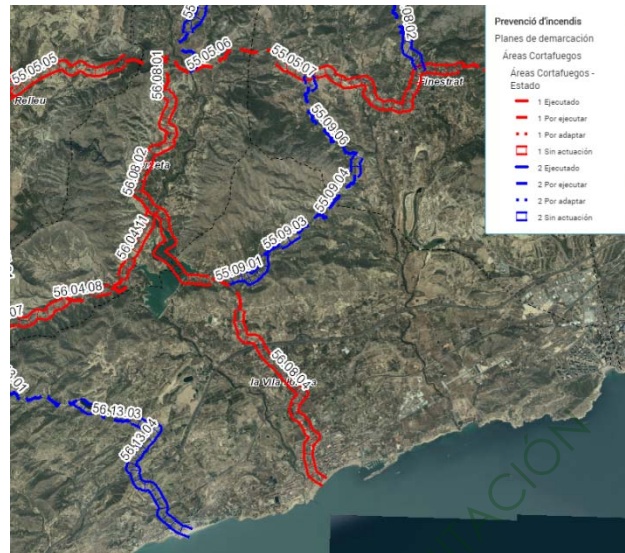 Prevenció d'incendis
Planes de demarcación
Áreas Cortafuegos
Áreas Cortafuegos -
Estado
1 Ejecutado
1 Por ejecutar
1 Por adaptar
1 Sin actuación
2 Ejecutado
2 Por ejecutar
2 Por adaptar
2 Sin actuación
08/02
55.05.05
56.08.01
55.05.06
55.05.07
Finestrat
Relleu
55.09.06
56.08.02
55.09.04
56.04.11
55.09.03
55.09.01
56.04.08
07
56.08.04
la Vila
56.13.03
56.13.04